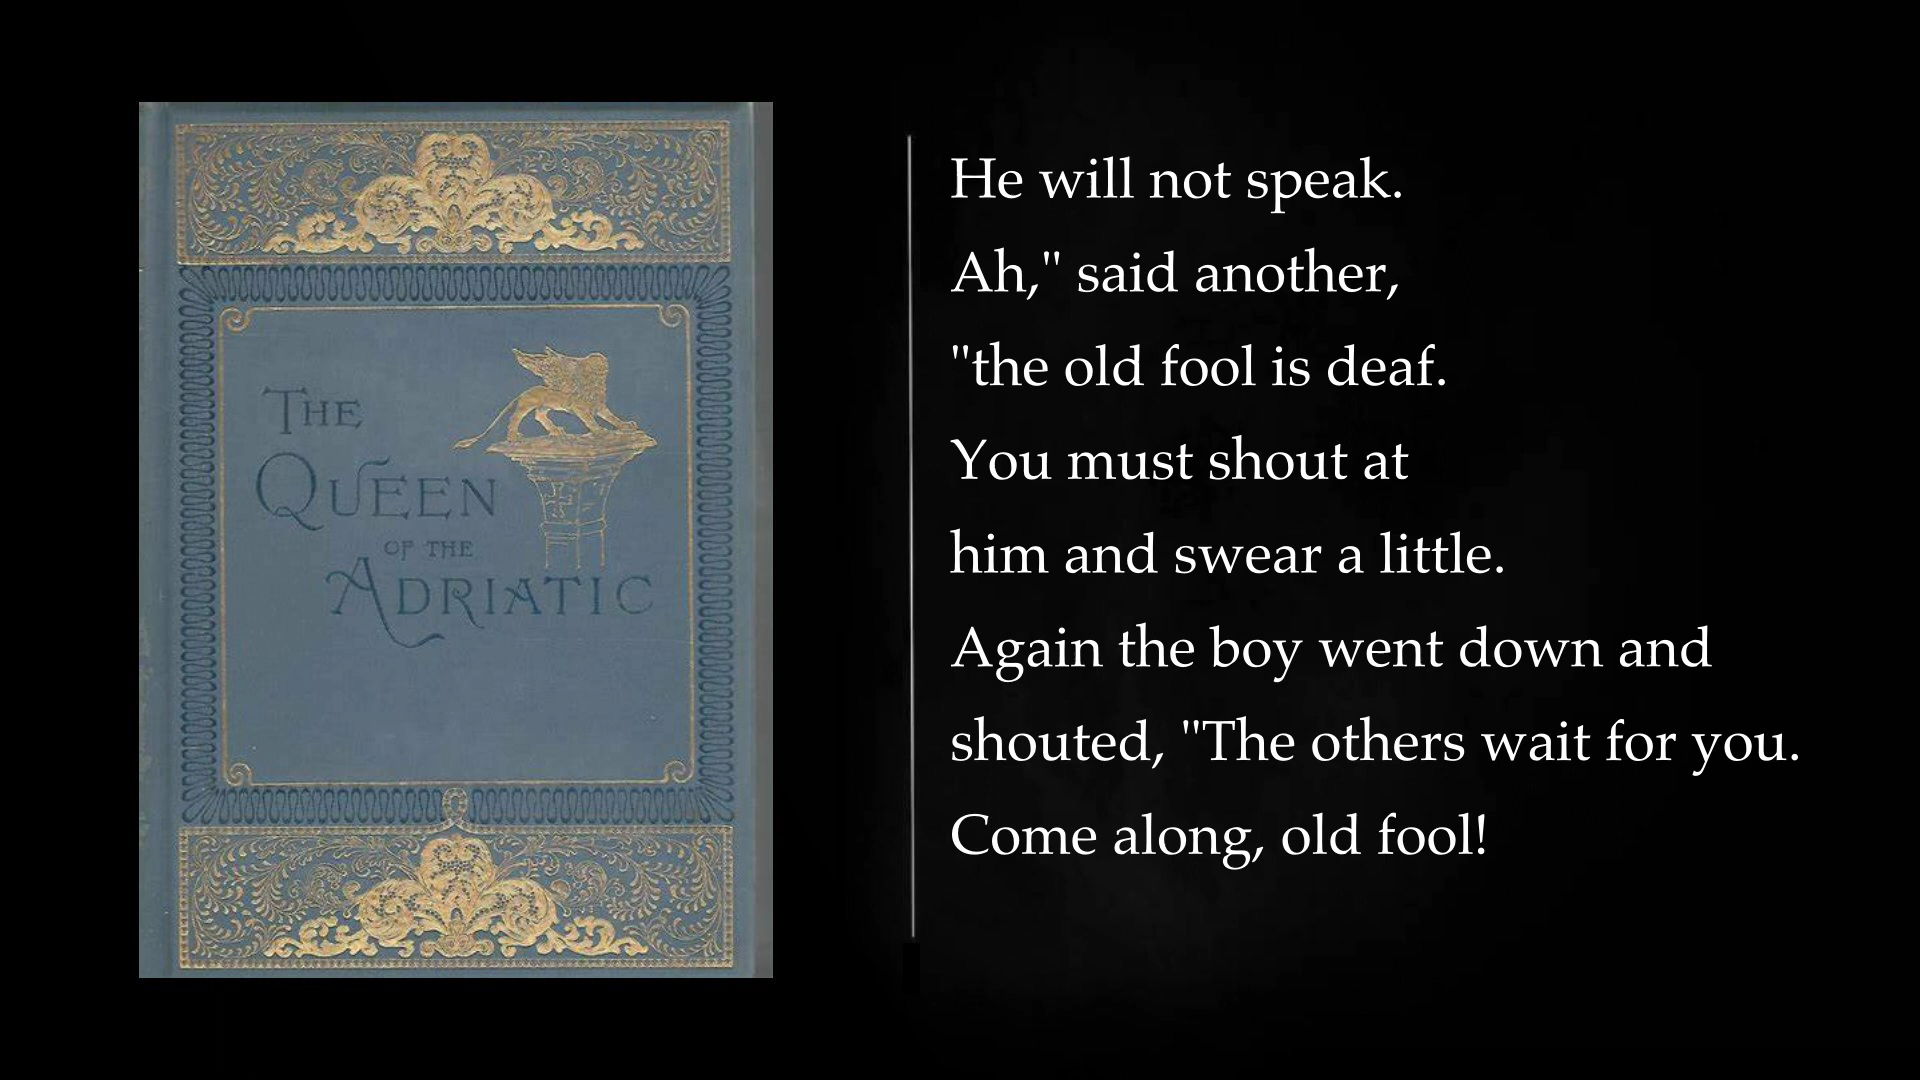 THE
QUEEN
OF THE
ADRIATIC
He will not speak.
Ah," said another,
"the old fool is deaf.
You must shout at
him and swear a little.
Again the boy went down and
shouted, "The others wait for you.
Come along, old fool!